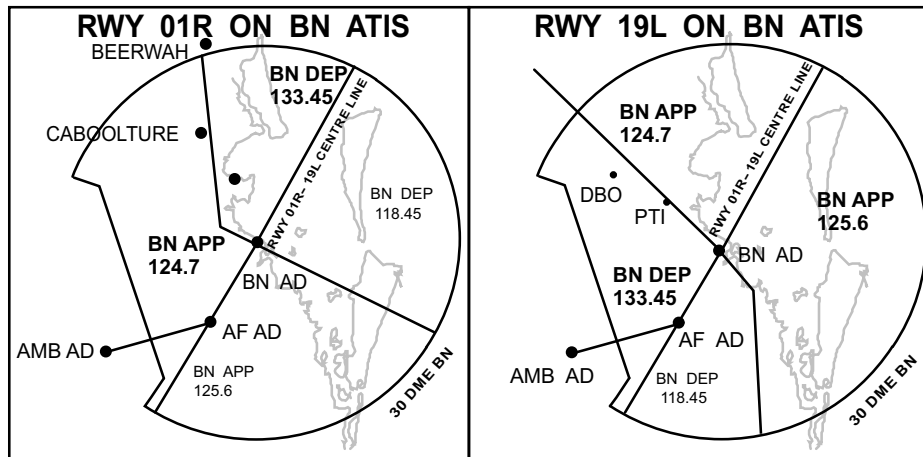 RWY 01R ON BN ATIS
BEERWAH
BN DEP
133.45
CABOOLTURE
RWY 01R- 19L CENTRE LINE
BN DEP
118.45
BN APP
124.7
BN AD
AF AD
AMB AD
BN APP
125.6
30 DME BN
RWY 19L ON BN ATIS
BN APP
124.7
RWY 01R- 19L CENTRE LINE
DBO
BN APP
125.6
PTI
BN AD
BN DEP
133.45
AF AD
AMB AD
BN DEP
118.45
30 DME BN